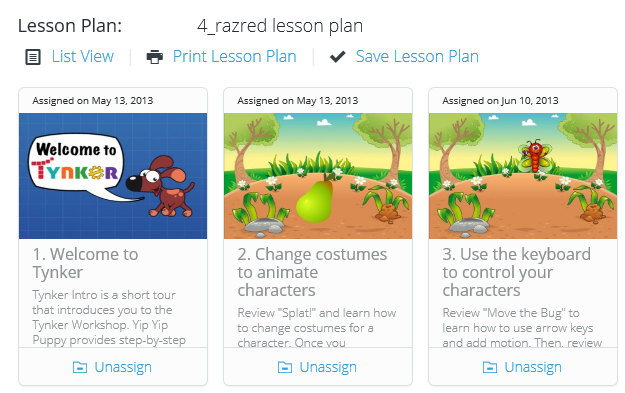 Lesson Plan: 4_razred lesson plan
List View Print Lesson Plan Save Lesson Plan
Assigned on May 13, 2013
Welcome to
Tynker
1. Welcome to
Tynker
Tynker Intro is a short tour
that introduces you to the
Tynker Workshop. Yip Yip
Puppy provides step-by-step
Unassign
Assigned on May 13, 2013
2. Change costumes
to animate
characters
Review "Splat!" and learn how
to change costumes for a
character. Once you
Unassign
Assigned on Jun 10, 2013
3. Use the keyboard
to control your
characters
Review "Move the Bug" to
learn how to use arrow keys
and add motion. Then, review
Unassign